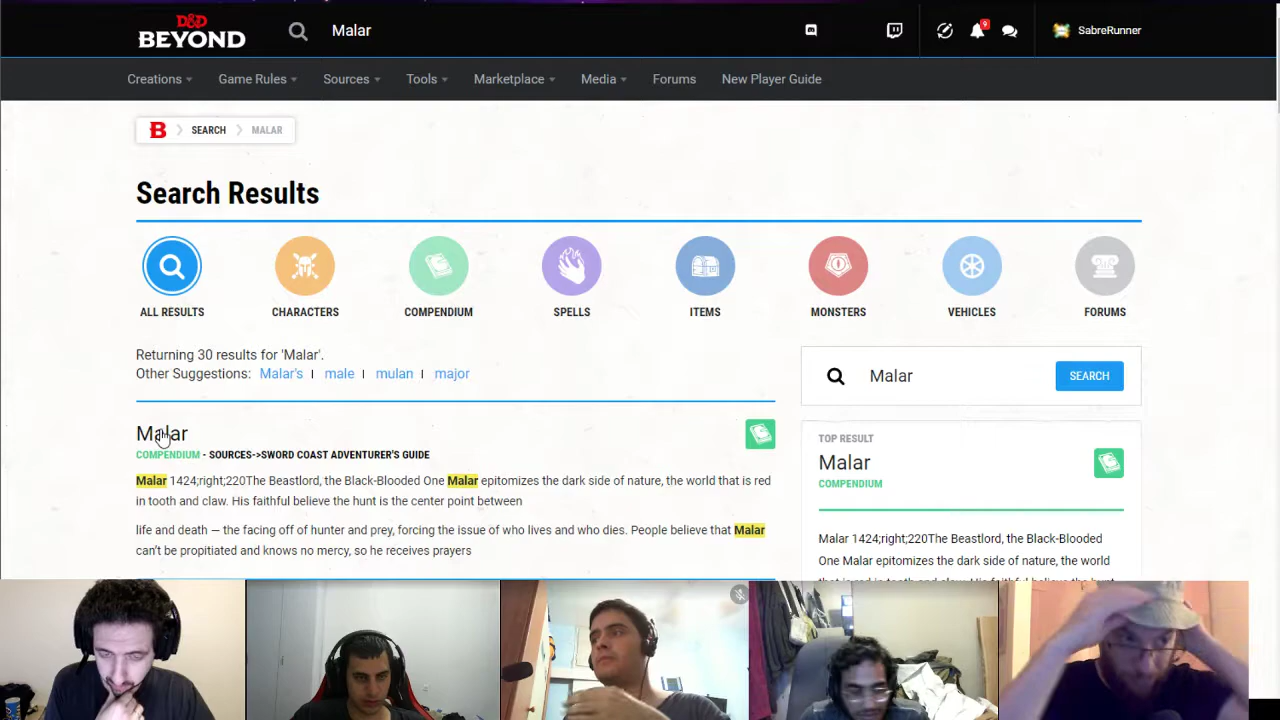 D&D
BEYOND
Malar
9
SabreRunner
Creations
Game Rules
Sources
Tools
Marketplace
Media
Forums
New Player Guide
B
SEARCH
MALAR
Search Results
ALL RESULTS
CHARACTERS
COMPENDIUM
SPELLS
ITEMS
MONSTERS
VEHICLES
FORUMS
Returning 30 results for 'Malar'.
Other Suggestions: Malar's | male | mulan | major
Malar
COMPENDIUM - SOURCES->SWORD COAST ADVENTURER'S GUIDE
Malar 1424;right;220The Beastlord, the Black-Blooded One Malar epitomizes the dark side of nature, the world that is red
in tooth and claw. His faithful believe the hunt is the center point between
life and death — the facing off of hunter and prey, forcing the issue of who lives and who dies. People believe that Malar
can't be propitiated and knows no mercy, so he receives prayers
Malar
SEARCH
TOP RESULT
Malar
COMPENDIUM
Malar 1424;right;220The Beastlord, the Black-Blooded
One Malar epitomizes the dark side of nature, the world